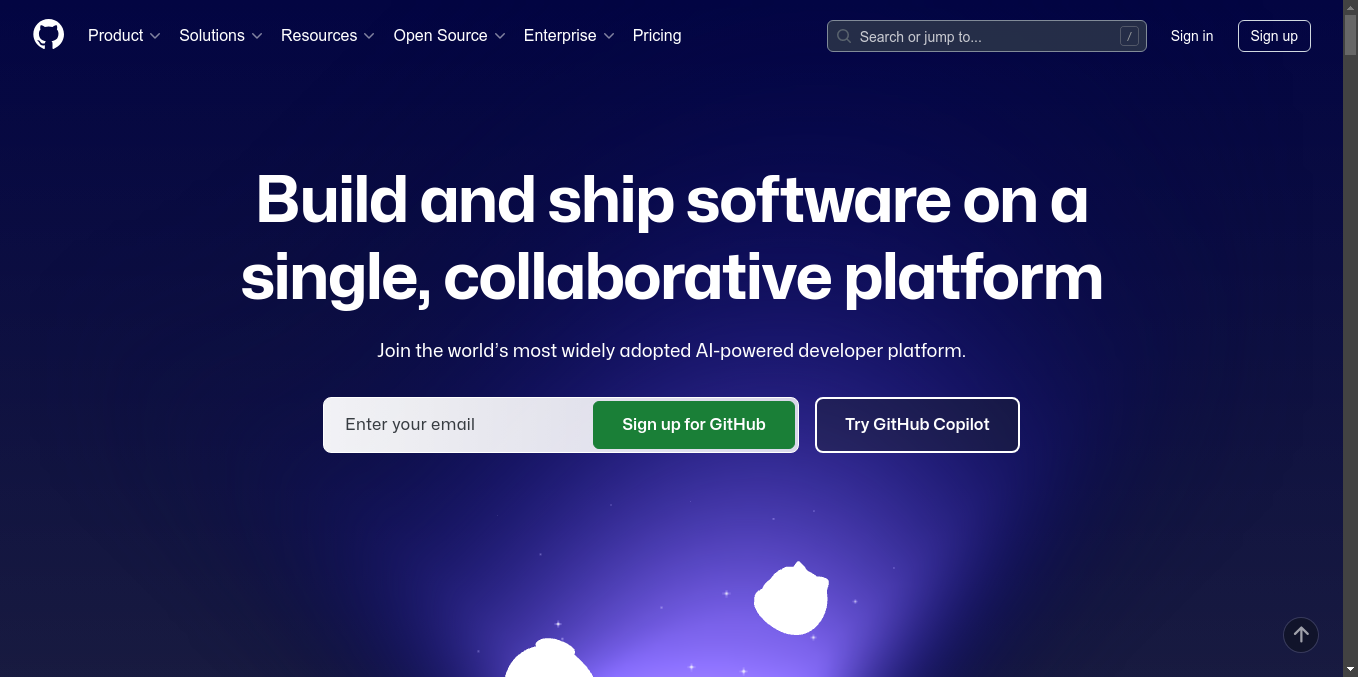 Product Solutions Resources Open Source Enterprise Pricing Search or jump to... / Sign in Sign up
Build and ship software on a
single, collaborative platform
Join the world's most widely adopted AI-powered developer platform.
Enter your email Sign up for GitHub Try GitHub Copilot